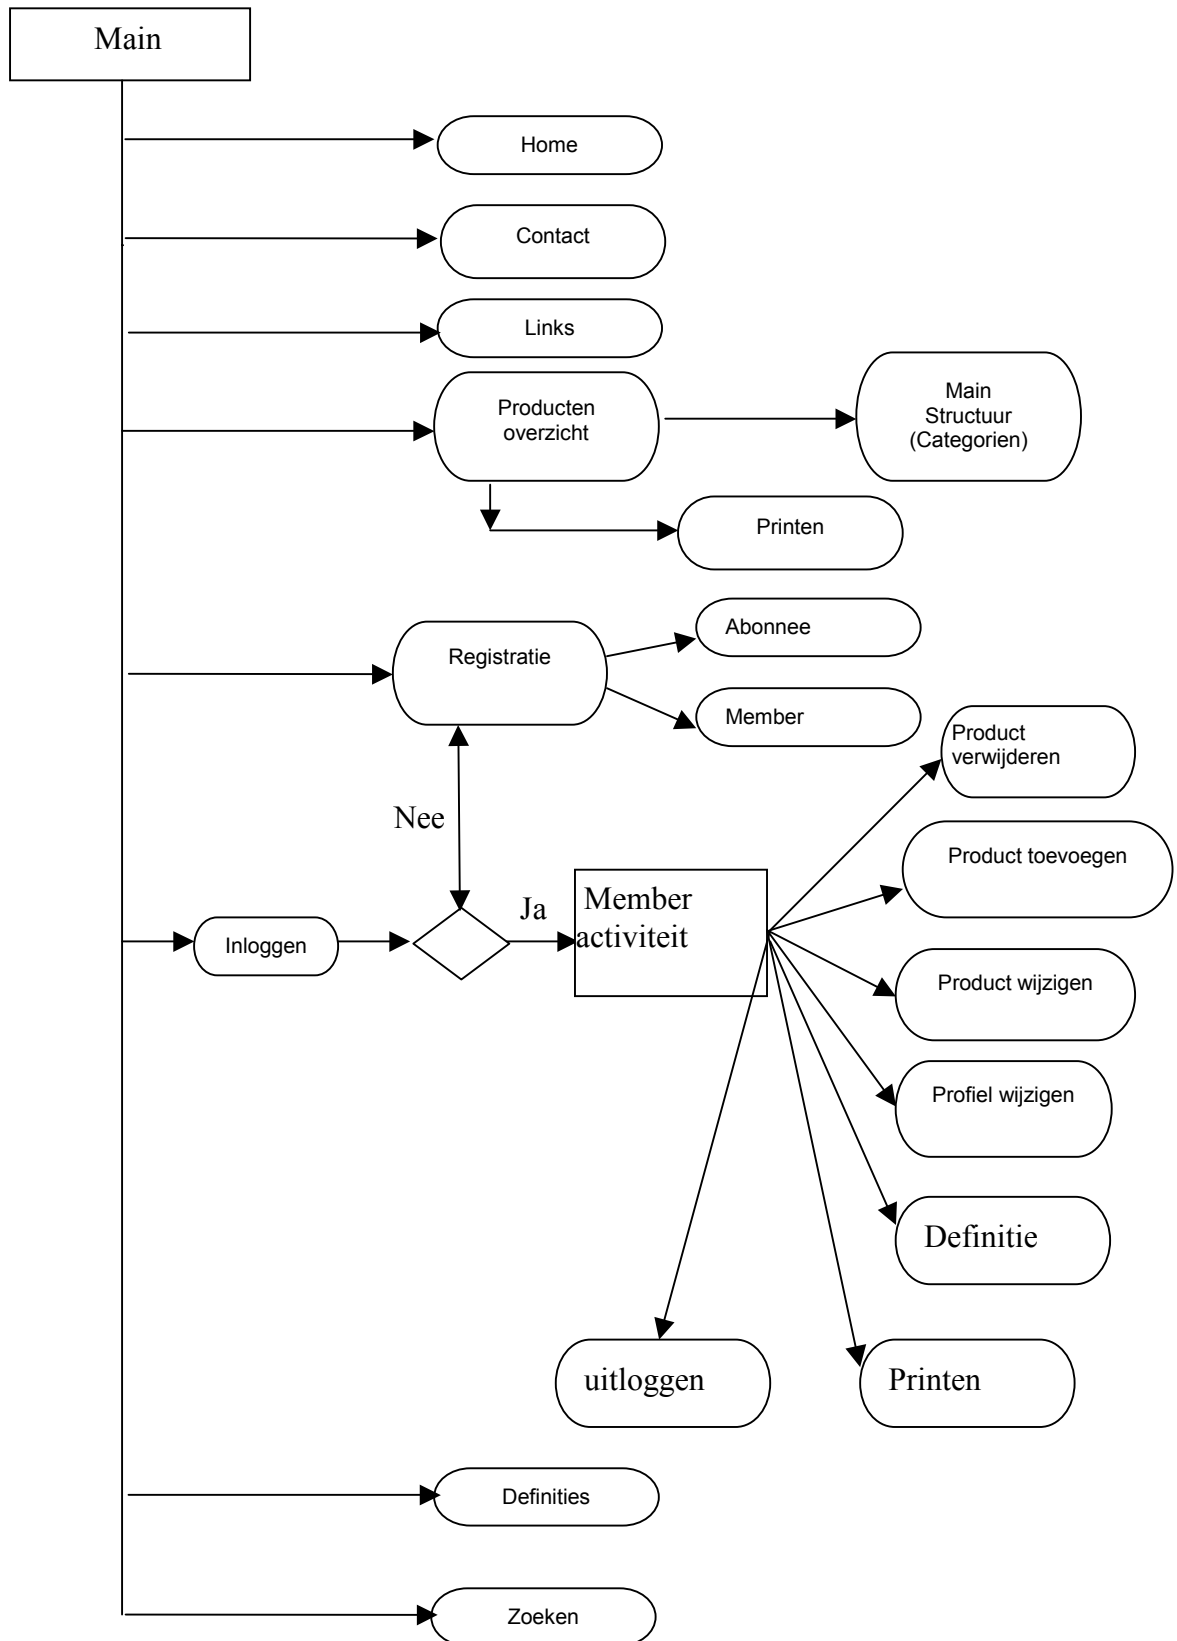 Main
Home
Contact
Links
Producten
overzicht
Main
Structuur
(Categorien)
Printen
Registratie
Abonnee
Member
Product
verwijderen
Nee
Product toevoegen
Ja
Member
activiteit
Inloggen
Product wijzigen
Profiel wijzigen
Definitie
uitloggen
Printen
Definities
Zoeken